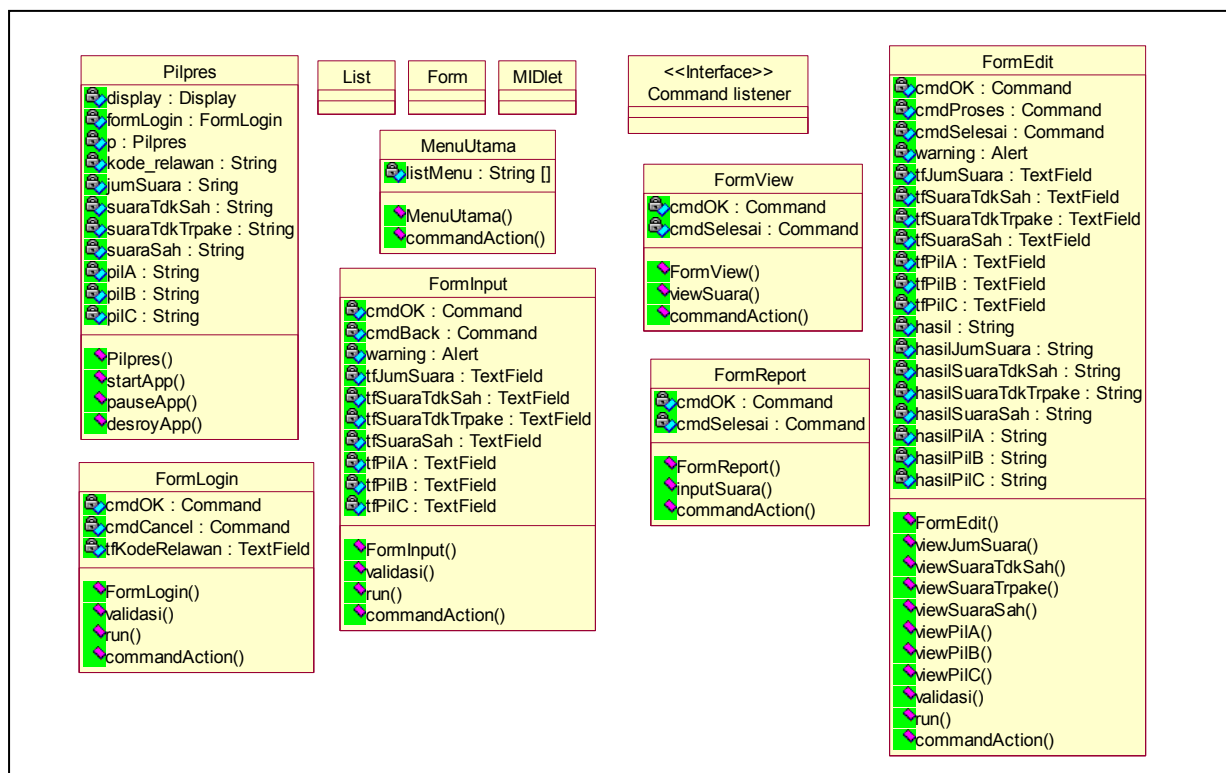 Pilpres
display : Display
formLogin : FormLogin
p : Pilpres
kode_relawan : String
jumSuara : Sring
suaraTdkSah : String
suaraTdkTrpake : String
suaraSah : String
pilA : String
pilB : String
pilC : String
Pilpres()
startApp()
pauseApp()
desroyApp()
FormLogin
cmdOK : Command
cmdCancel : Command
tfKodeRelawan : TextField
FormLogin()
validasi()
run()
commandAction()
List
Form
MIDlet
MenuUtama
listMenu : String []
MenuUtama()
commandAction()
FormInput
cmdOK : Command
cmdBack : Command
warning : Alert
tfJumSuara : TextField
tfSuaraTdkSah : TextField
tfSuaraTdkTrpake : TextField
tfSuaraSah : TextField
tfPilA : TextField
tfPilB : TextField
tfPilC : TextField
FormInput()
validasi()
run()
commandAction()
<<Interface>>
Command listener
FormView
cmdOK : Command
cmdSelesai : Command
FormView()
viewSuara()
commandAction()
FormReport
cmdOK : Command
cmdSelesai : Command
FormReport()
inputSuara()
commandAction()
FormEdit
cmdOK : Command
cmdProses : Command
cmdSelesai : Command
warning : Alert
tfJumSuara : TextField
tfSuaraTdkSah : TextField
tfSuaraTdkTrpake : TextField
tfSuaraSah : TextField
tfPilA : TextField
tfPilB : TextField
tfPilC : TextField
hasil : String
hasilJumSuara : String
hasilSuaraTdkSah : String
hasilSuaraTdkTrpake : String
hasilSuaraSah : String
hasilPilA : String
hasilPilB : String
hasilPilC : String
FormEdit()
viewJumSuara()
viewSuaraTdkSah()
viewSuaraTrpake()
viewSuaraSah()
viewPilA()
viewPilB()
viewPilC()
validasi()
run()
commandAction()